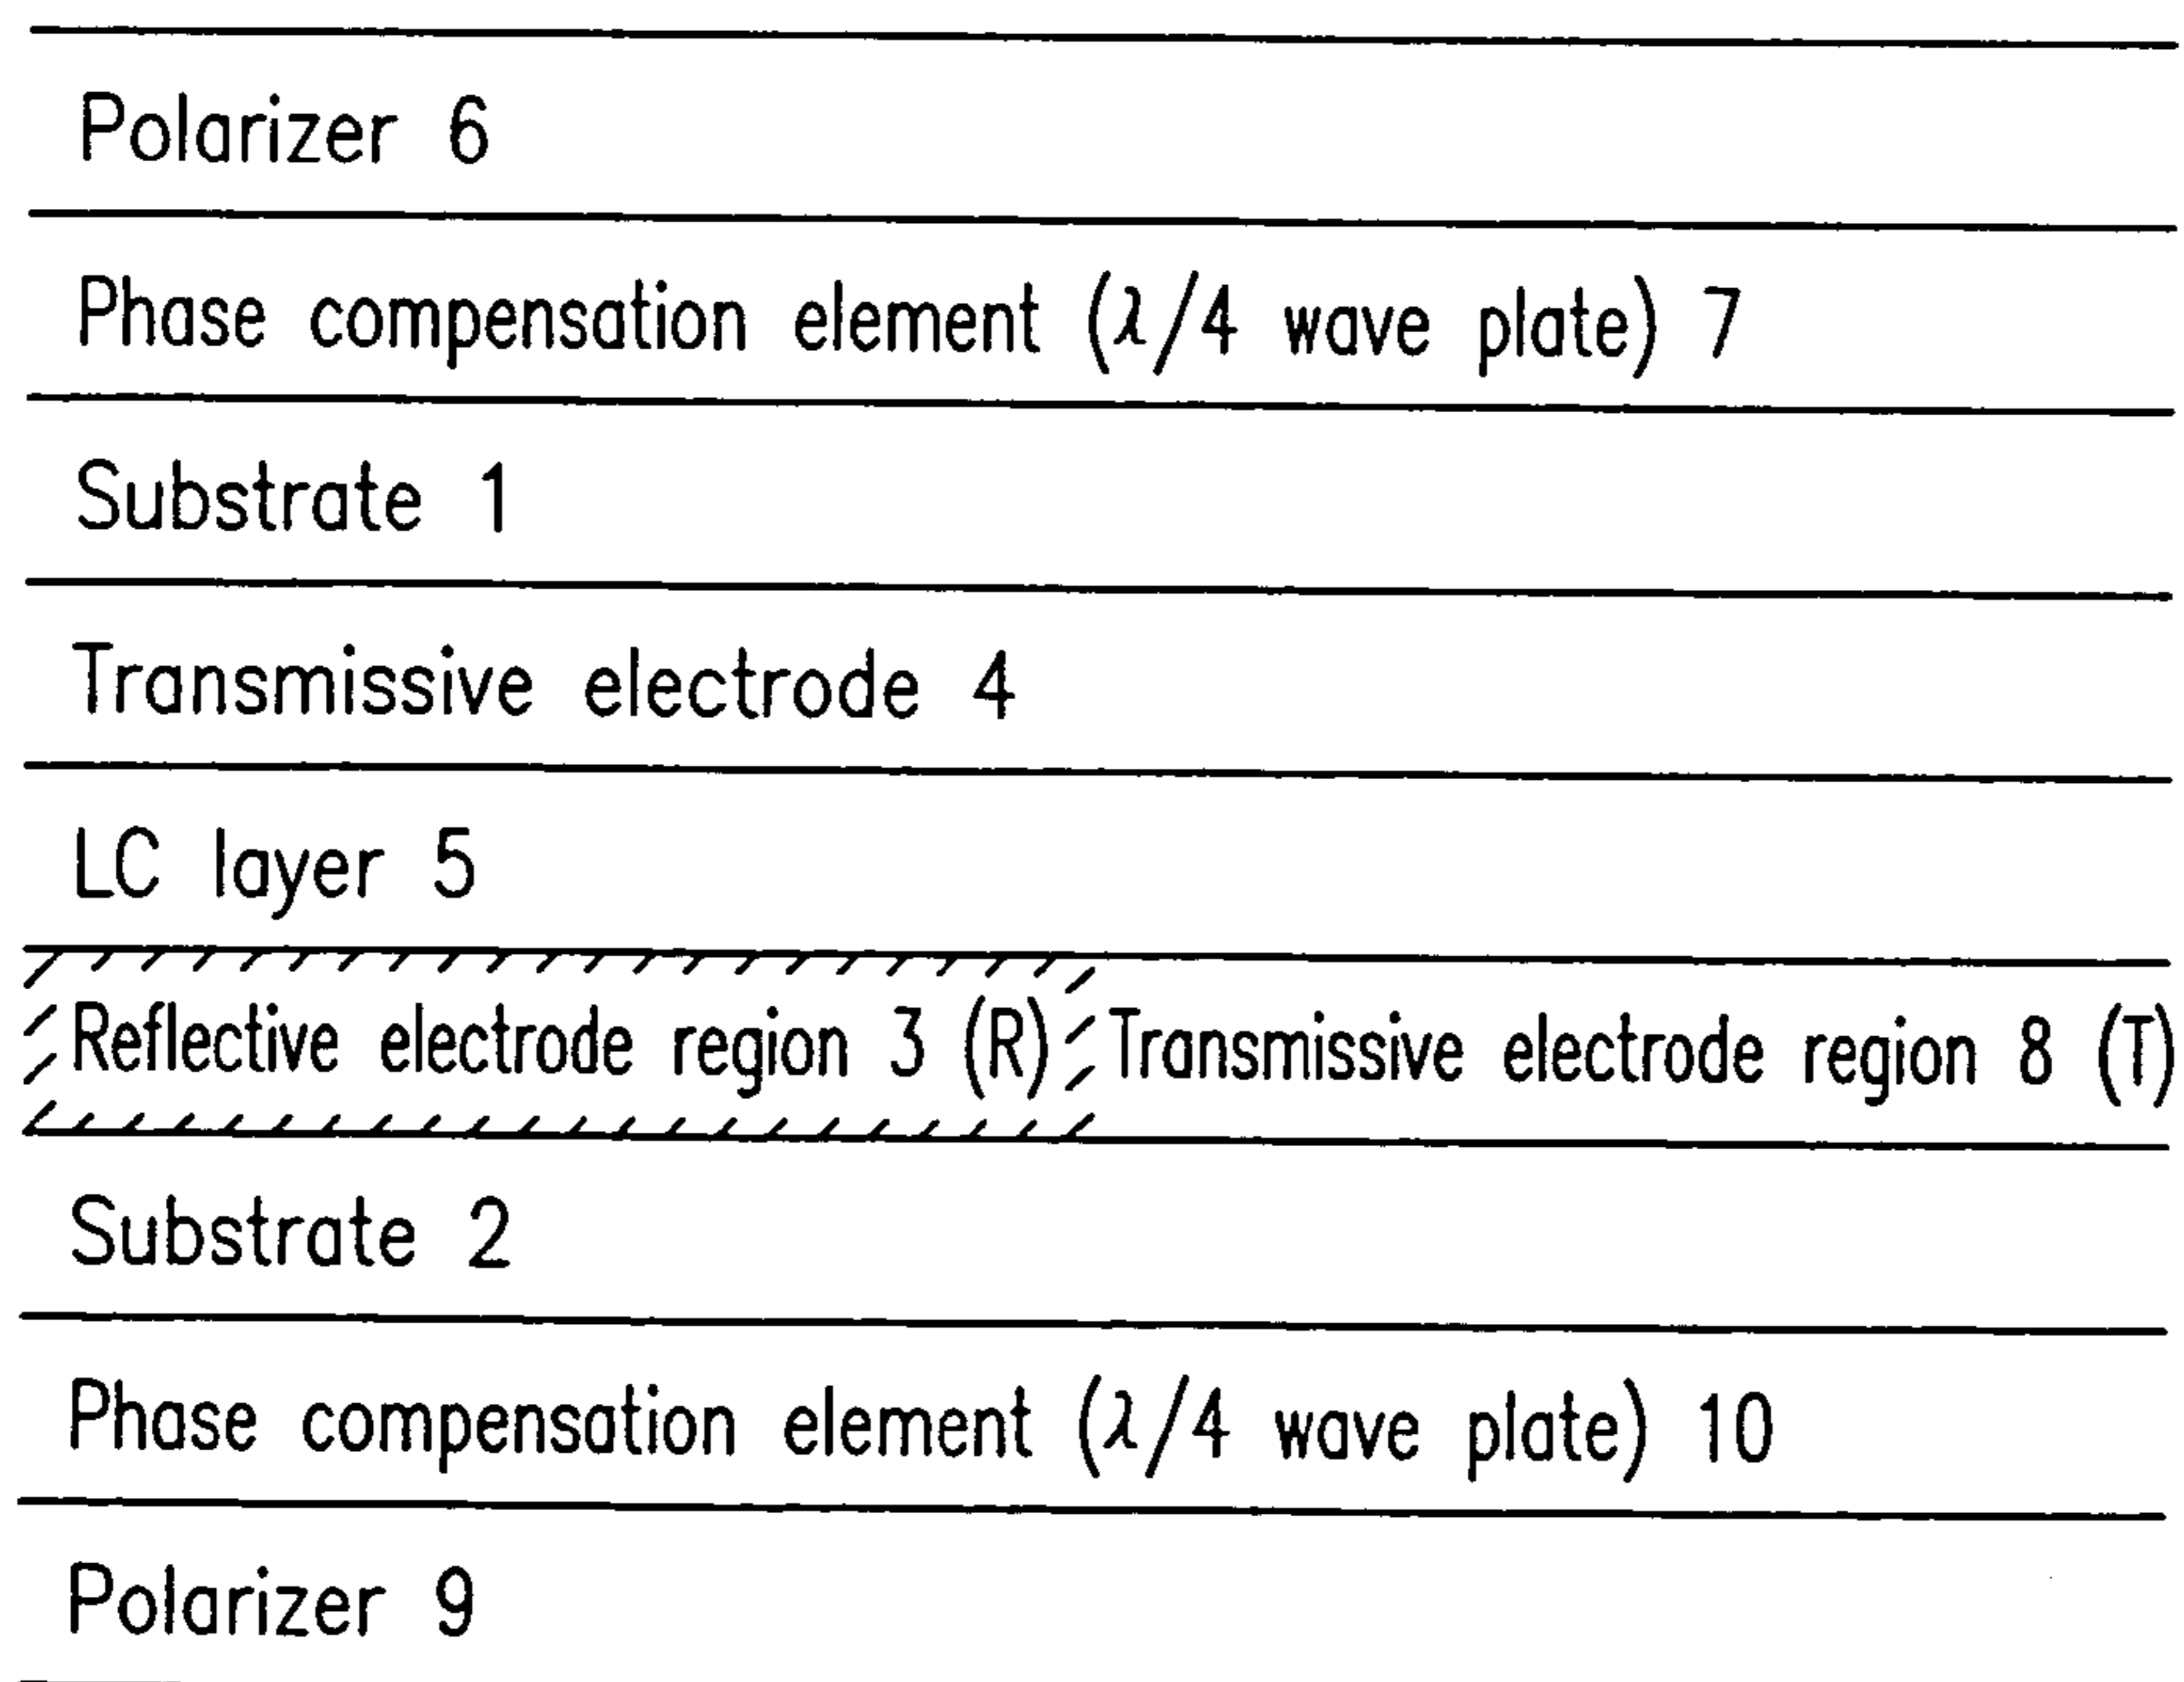 Polarizer 6
Phase compensation element (λ/4 wave plate) 7
Substrate 1
Transmissive electrode 4
LC layer 5
Reflective electrode region 3 (R) Transmissive electrode region 8 (T)
Substrate 2
Phase compensation element (λ/4 wave plate) 10
Polarizer 9